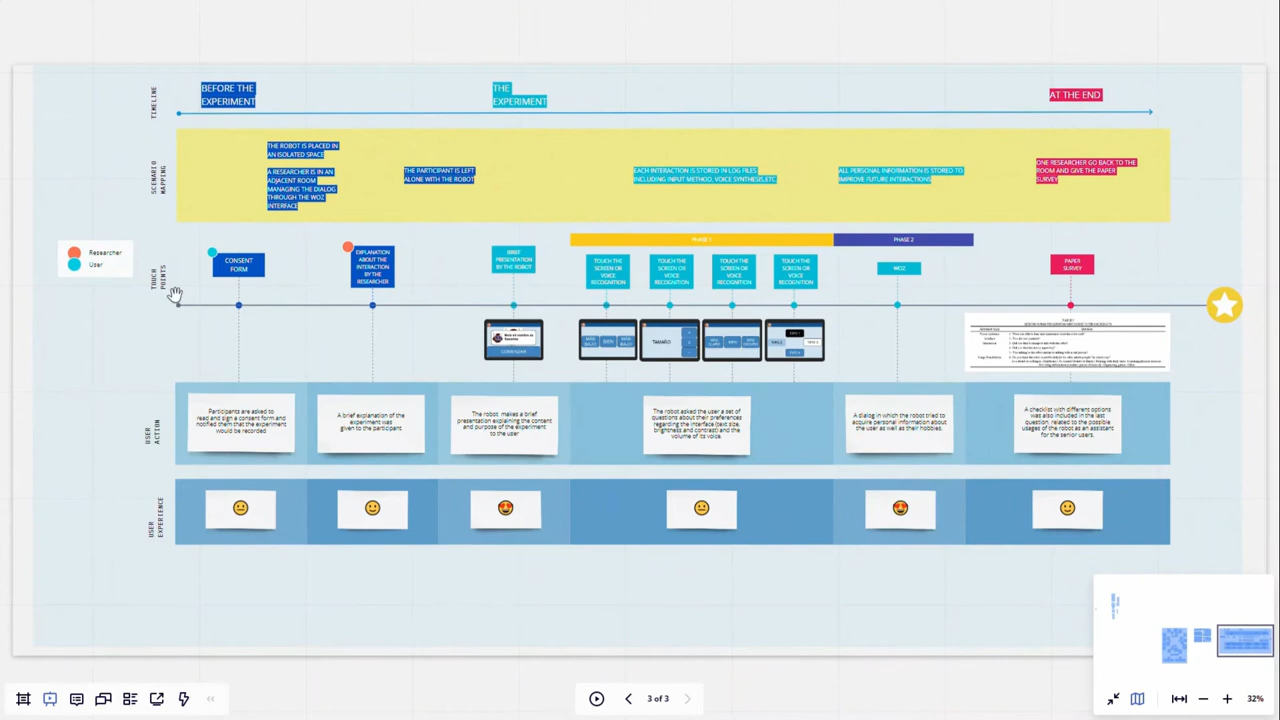 TIMELINE
BEFORE THE
EXPERIMENT
THE
EXPERIMENT
AT THE END
SCENARIO
MAPPING
THE ROBOT IS PLACED IN
AN ISOLATED SPACE
A RESEARCHER IS IN AN
ADJACENT ROOM
MANAGING THE DIALOG
THROUGH THE WOZ
INTERFACE
THE PARTICIPANT IS LEFT
ALONE WITH THE ROBOT
EACH INTERACTION IS STORED IN LOG FILES
INCLUDING INPUT METHOD, VOICE SYNTHESIS,ETC
ALL PERSONAL INFORMATION IS STORED TO
IMPROVE FUTURE INTERACTIONS
ONE RESEARCHER GO BACK TO THE
ROOM AND GIVE THE PAPER
SURVEY
Researcher
User
TOUCH
POINTS
CONSENT
FORM
EXPLANATION
ABOUT THE
INTERACTION
BY THE
RESEARCHER
BRIEF
PRESENTATION
BY THE ROBOT
PHASE 1
PHASE 2
TOUCH THE
SCREEN OR
VOICE
RECOGNITION
TOUCH THE
SCREEN OR
VOICE
RECOGNITION
TOUCH THE
SCREEN OR
VOICE
RECOGNITION
TOUCH THE
SCREEN OR
VOICE
RECOGNITION
WOZ
PAPER
SURVEY
COMENZAR
TAMAÑO
USER
ACTION
Participants are asked to
read and sign a consent form and
notified them that the experiment
would be recorded
A brief explanation of the
experiment was
given to the participant
The robot makes a brief
presentation explaining the content
and purpose of the experiment
to the user
The robot asked the user a set of
questions about their preferences
regarding the interface (text size,
brightness and contrast) and the
volume of its voice.
A dialog in which the robot tried to
acquire personal information about
the user as well as their hobbies.
A checklist with different options
was also included in the last
question, related to the possible
usages of the robot as an assistant
for the senior users.
USER
EXPERIENCE
3 of 3
32%